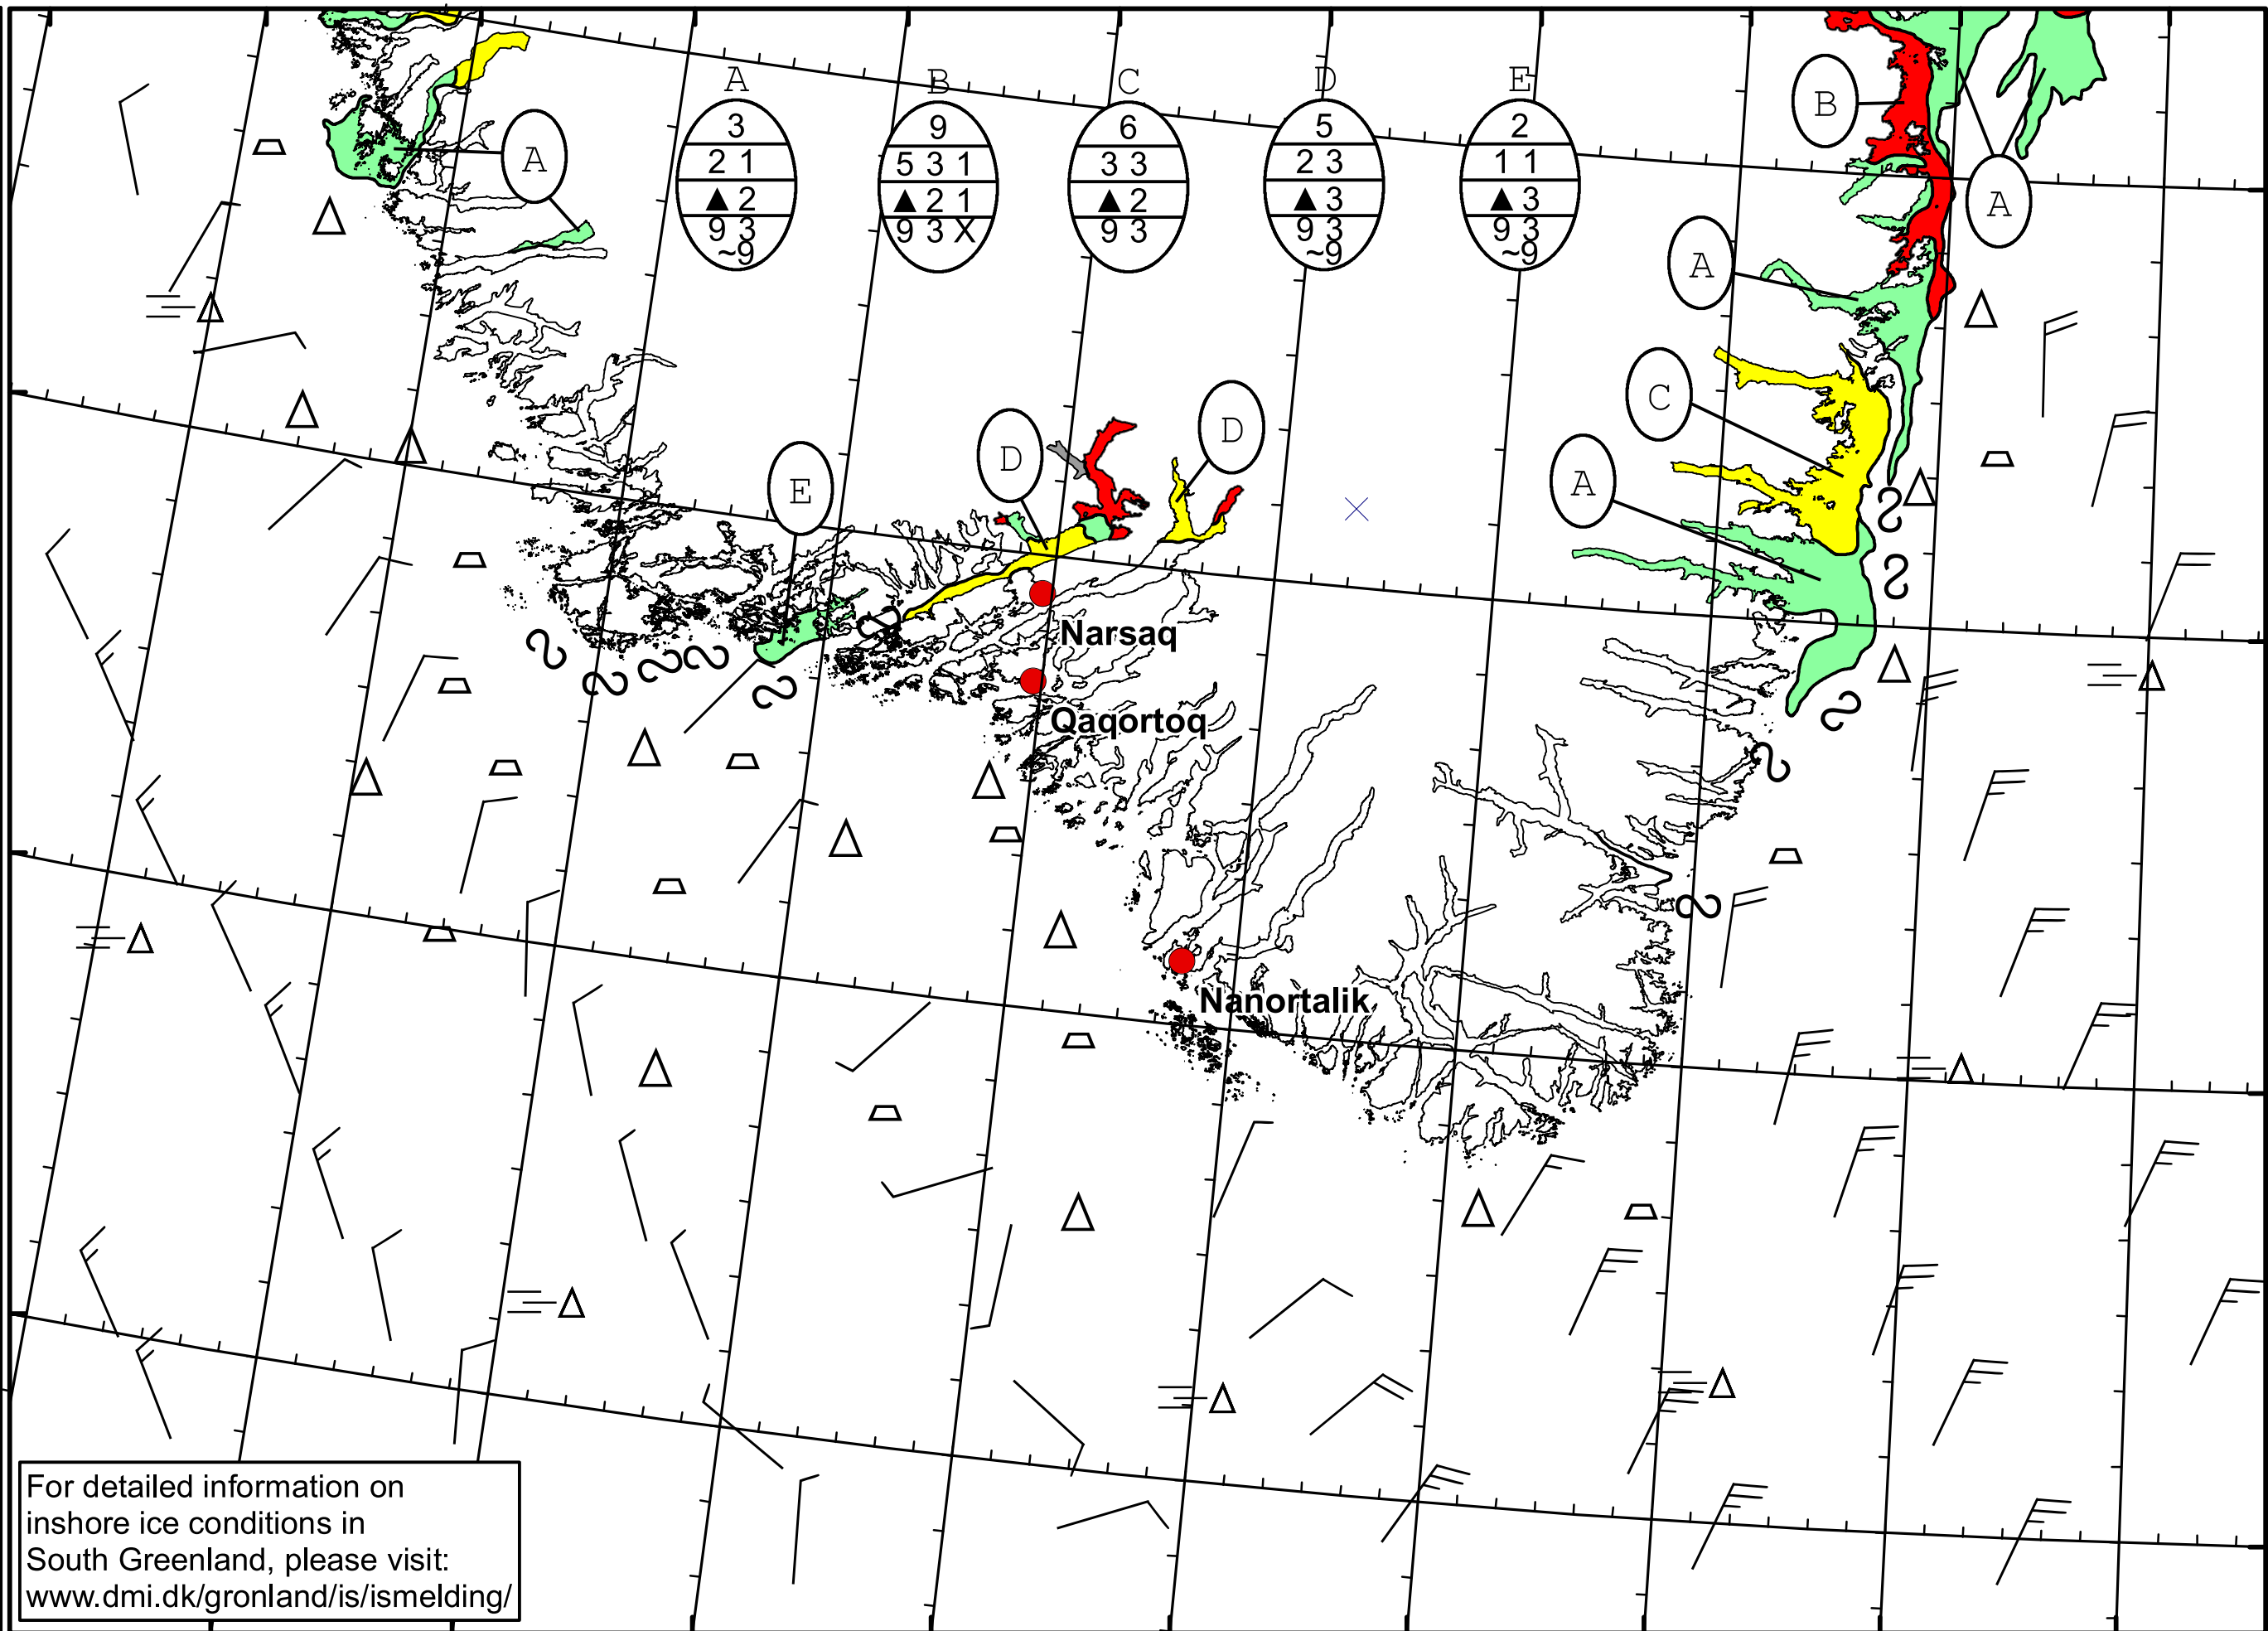 A B C D E
3 9 6 5 2
2 1 5 3 1 3 3 2 3 1 1
▲ 2 ▲ 2 1 ▲ 2 ▲ 3 ▲ 3
9 3 9 3 X 9 3 9 3 9 3
~9 ~9 ~9
B
A
A
A
C
D
D
A
E
Narsaq
Qaqortoq
Nanortalik
For detailed information on
inshore ice conditions in
South Greenland, please visit:
www.dmi.dk/gronland/is/ismelding/